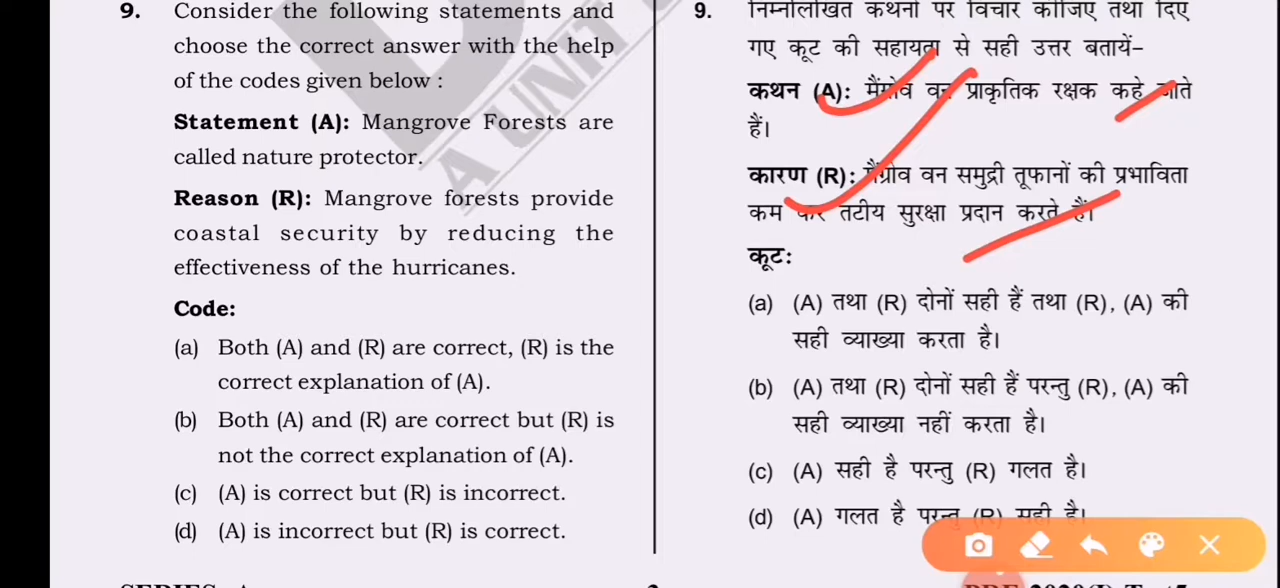 9. Consider the following statements and
choose the correct answer with the help
of the codes given below :
Statement (A): Mangrove Forests are
called nature protector.
Reason (R): Mangrove forests provide
coastal security by reducing the
effectiveness of the hurricanes.
Code:
(a) Both (A) and (R) are correct, (R) is the
correct explanation of (A).
(b) Both (A) and (R) are correct but (R) is
not the correct explanation of (A).
(c) (A) is correct but (R) is incorrect.
(d) (A) is incorrect but (R) is correct.
9. निम्नलिखित कथनों पर विचार कीजिए तथा दिए
गए कूट की सहायता से सही उत्तर बतायें–
कथन (A): मैंग्रोव वन प्राकृतिक रक्षक कहे जाते
हैं।
कारण (R): मैंग्रोव वन समुद्री तूफानों की प्रभाविता
कम कर तटीय सुरक्षा प्रदान करते हैं।
कूटः
(a) (A) तथा (R) दोनों सही हैं तथा (R), (A) की
सही व्याख्या करता है।
(b) (A) तथा (R) दोनों सही हैं परन्तु (R), (A) की
सही व्याख्या नहीं करता है।
(c) (A) सही है परन्तु (R) गलत है।
(d) (A) गलत है परन्तु (R) सही है।
A UNIT